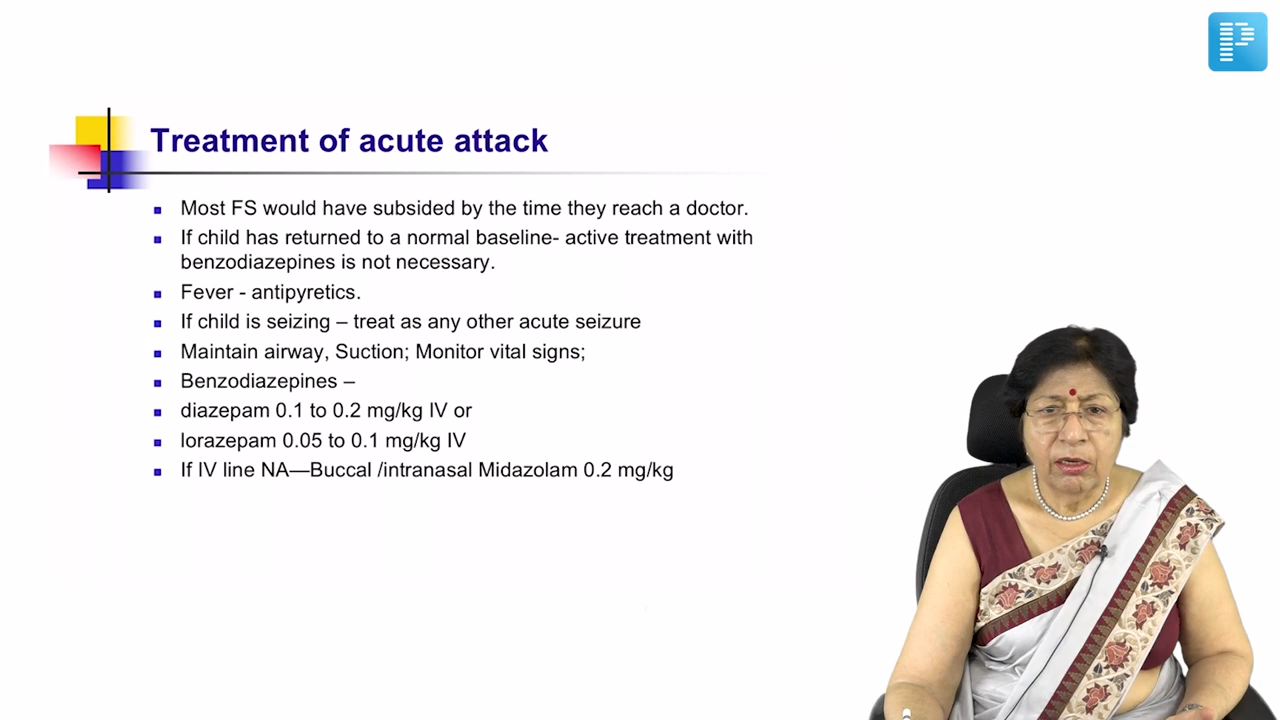 Treatment of acute attack
Most FS would have subsided by the time they reach a doctor.
If child has returned to a normal baseline- active treatment with
benzodiazepines is not necessary.
Fever - antipyretics.
If child is seizing – treat as any other acute seizure
Maintain airway, Suction; Monitor vital signs;
Benzodiazepines –
diazepam 0.1 to 0.2 mg/kg IV or
lorazepam 0.05 to 0.1 mg/kg IV
If IV line NA—Buccal /intranasal Midazolam 0.2 mg/kg